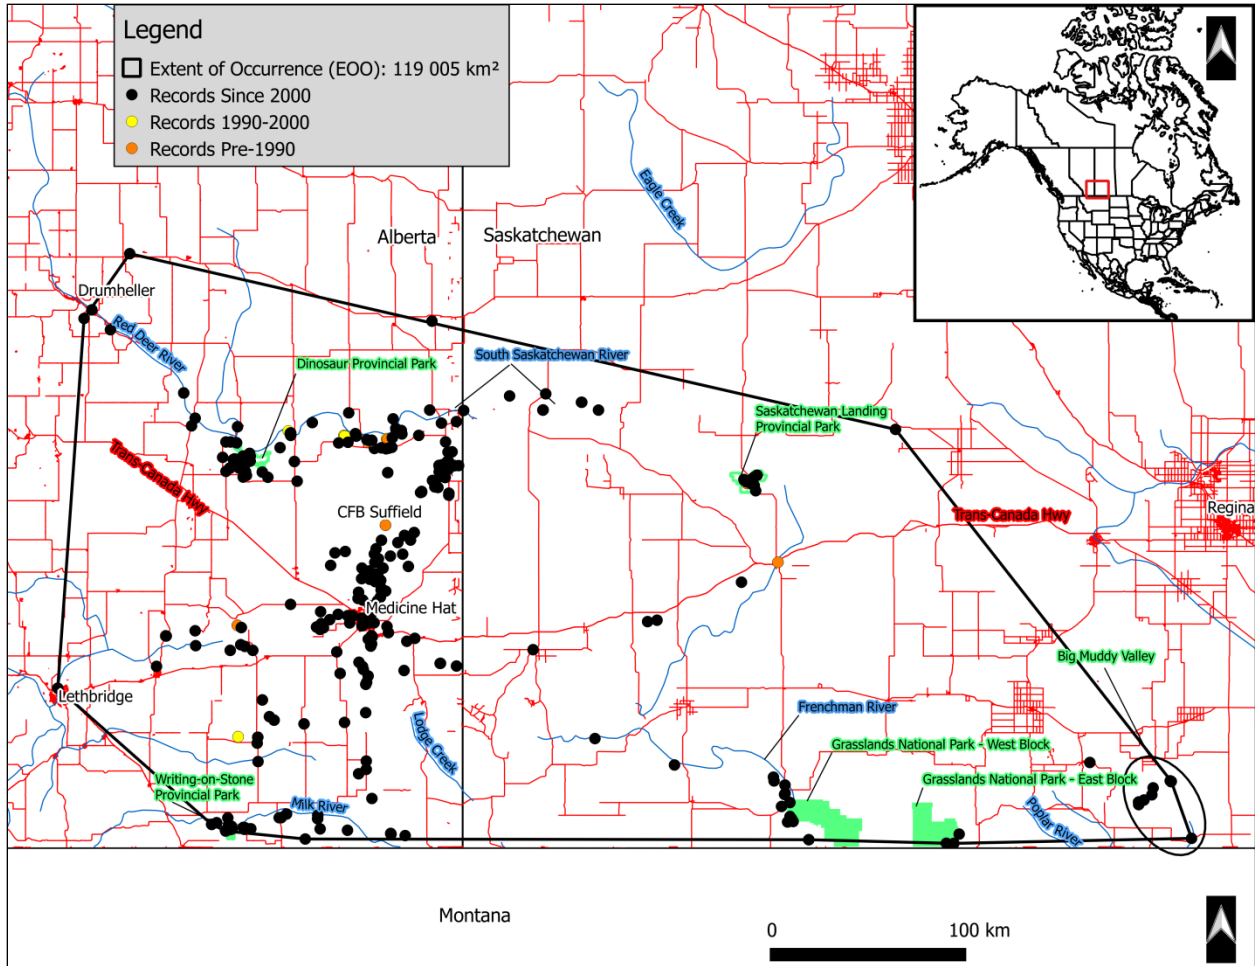 Legend
Extent of Occurrence (EOO): 119 005 km²
Records Since 2000
Records 1990-2000
Records Pre-1990
Eagle Creek
Alberta
Saskatchewan
Drumheller
Red Deer River
South Saskatchewan River
Dinosaur Provincial Park
Saskatchewan Landing
Provincial Park
Trans-Canada Hwy
CFB Suffield
Trans-Canada Hwy
Regina
Medicine Hat
Big Muddy Valley
Lethbridge
Frenchman River
Lodge Creek
Grasslands National Park - West Block
Writing-on-Stone
Provincial Park
Grasslands National Park - East Block
Milk River
Poplar River
Montana
0
100 km